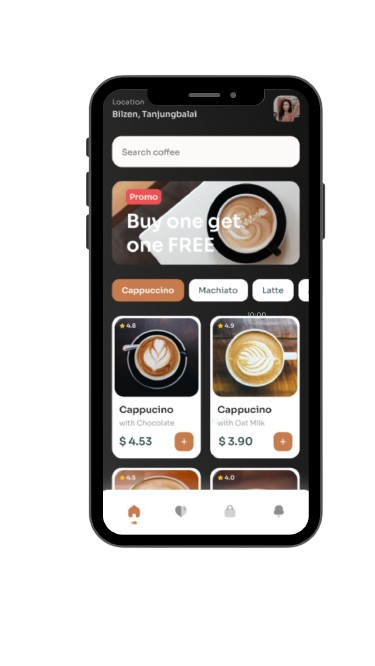 Location
Bilzen, Tanjungbalai
Search coffee
Promo
Buy one get
one FREE
Cappuccino
Machiato
Latte
10:00
4.8
4.9
Cappucino
Cappucino
with Chocolate
with Oat Milk
$ 4.53
+
$ 3.90
+
4.5
4.0